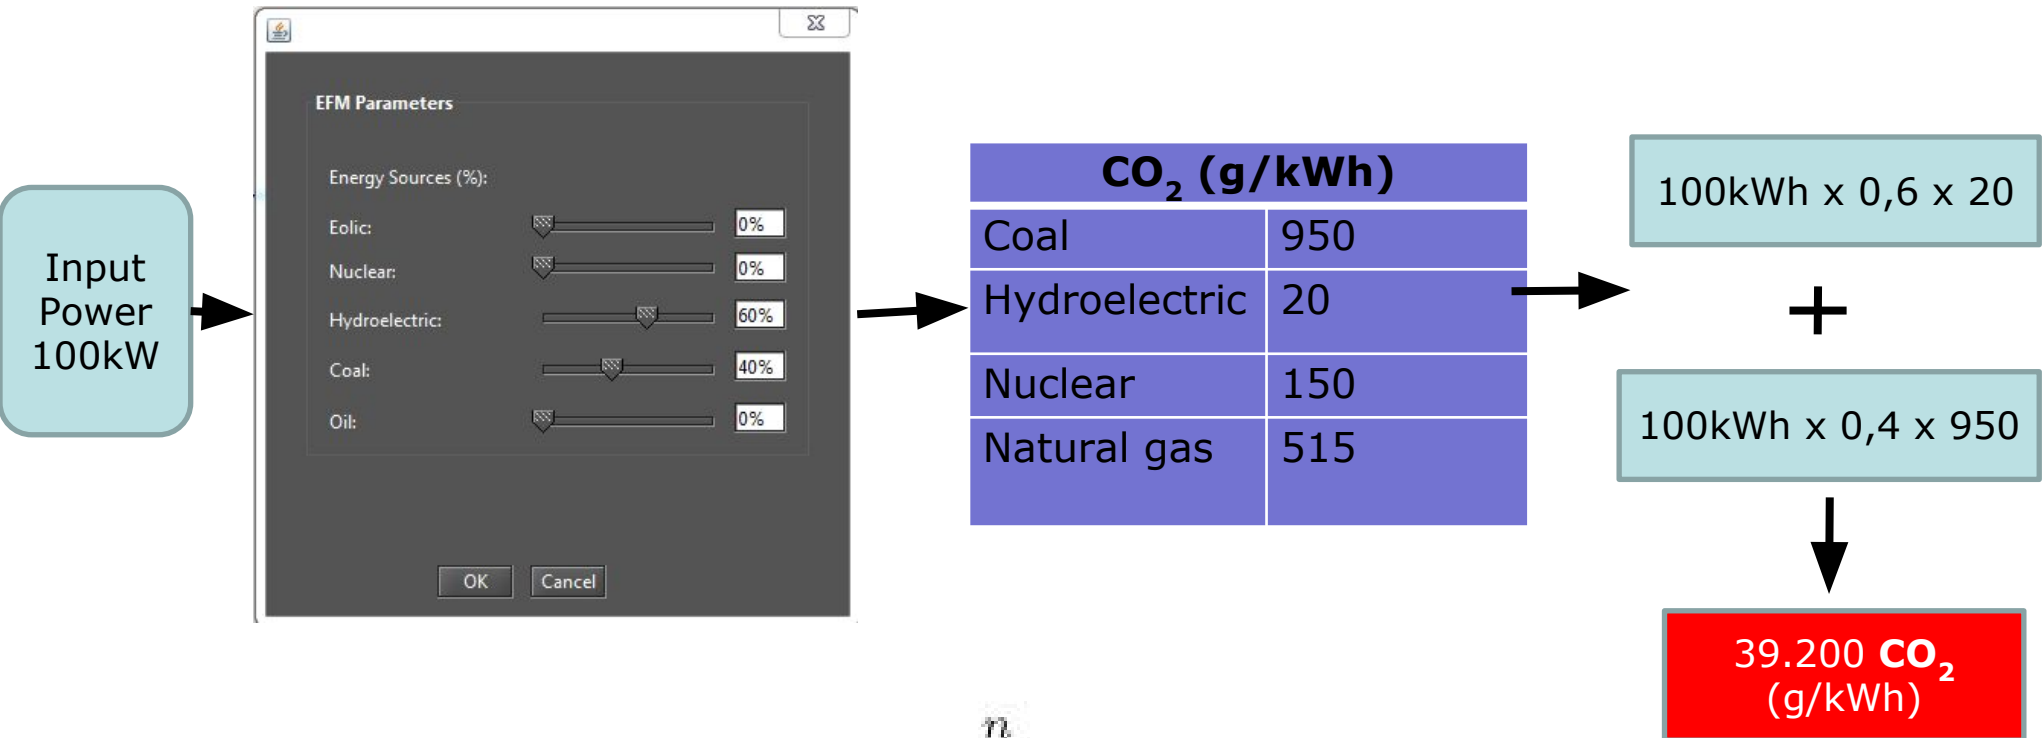 Input
Power
100kW
EFM Parameters
Energy Sources (%):
Eolic: 0%
Nuclear: 0%
Hydroelectric: 60%
Coal: 40%
Oil: 0%
OK Cancel
CO2 (g/kWh)
Coal 950
Hydroelectric 20
Nuclear 150
Natural gas 515
100kWh x 0,6 x 20
+
100kWh x 0,4 x 950
39.200 CO2
(g/kWh)
n